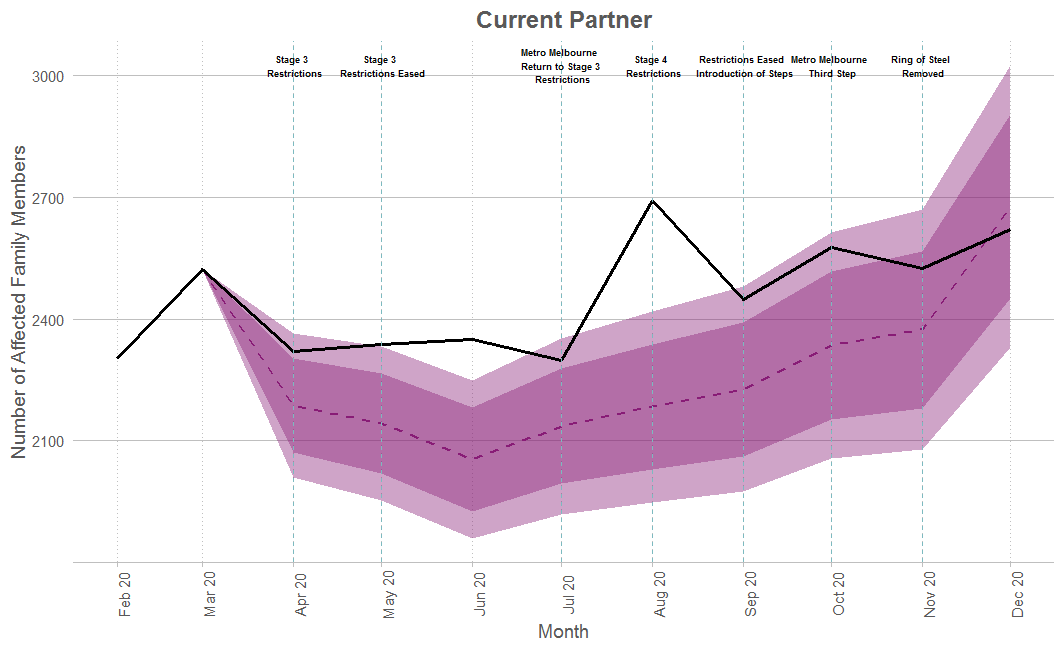 Current Partner
Stage 3
Restrictions
Stage 3
Restrictions Eased
Metro Melbourne
Return to Stage 3
Restrictions
Stage 4
Restrictions
Restrictions Eased
Introduction of Steps
Metro Melbourne
Third Step
Ring of Steel
Removed
Number of Affected Family Members
3000
2700
2400
2100
Feb 20
Mar 20
Apr 20
May 20
Jun 20
Jul 20
Aug 20
Sep 20
Oct 20
Nov 20
Dec 20
Month